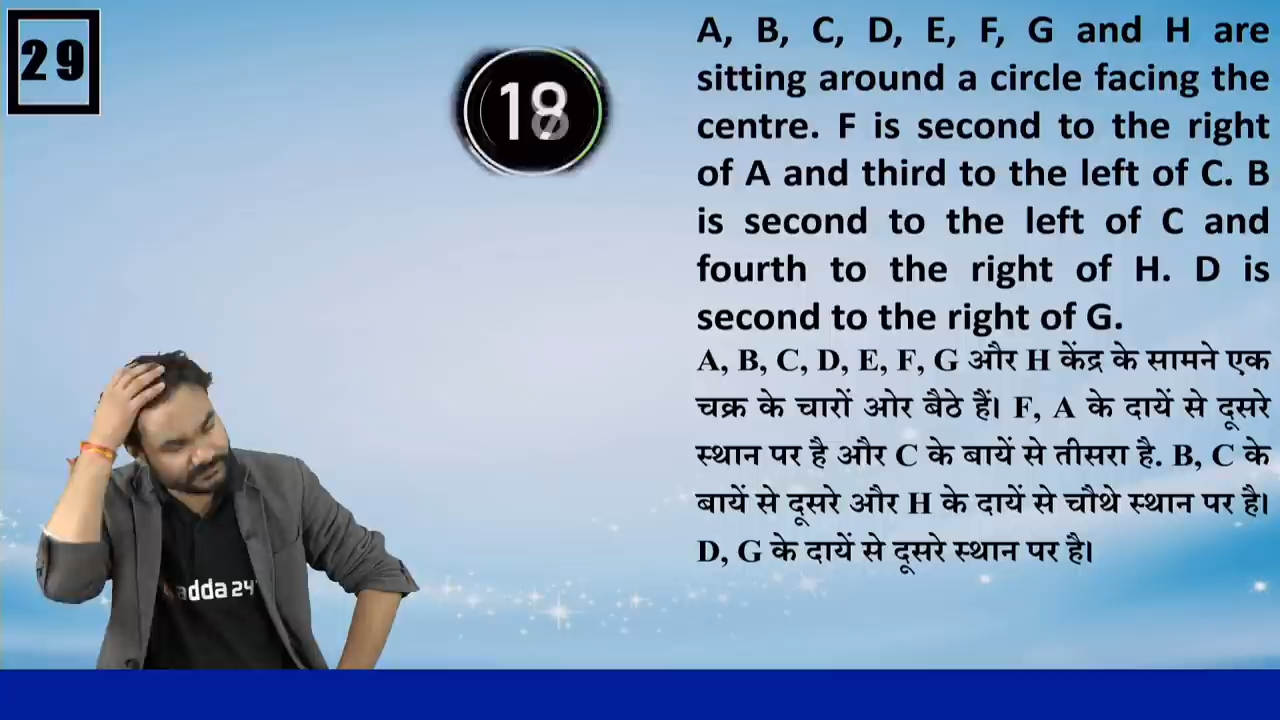 29
A, B, C, D, E, F, G and H are
sitting around a circle facing the
centre. F is second to the right
of A and third to the left of C. B
is second to the left of C and
fourth to the right of H. D is
second to the right of G.
A, B, C, D, E, F, G और H केंद्र के सामने एक
चक्र के चारों ओर बैठे हैं। F, A के दायें से दूसरे
स्थान पर है और C के बायें से तीसरा है. B, C के
बायें से दूसरे और H के दायें से चौथे स्थान पर है।
D, G के दायें से दूसरे स्थान पर है।
adda 24